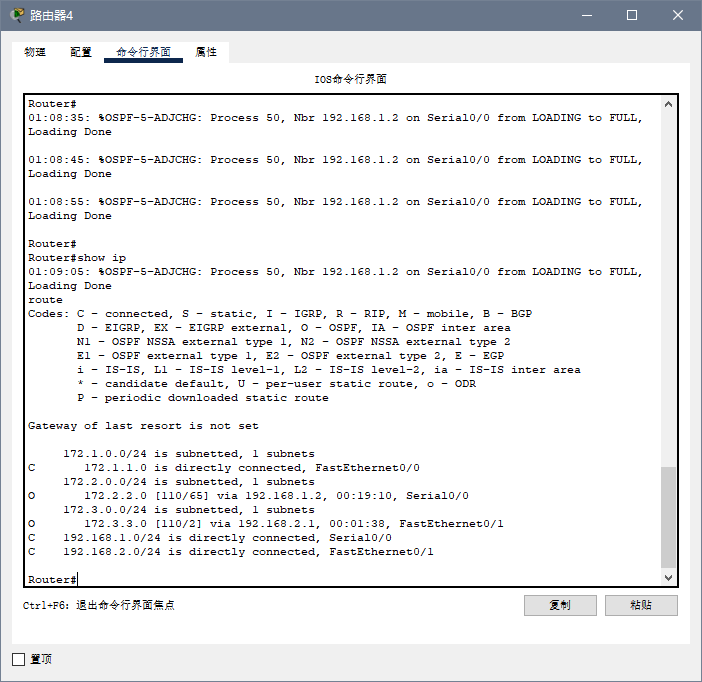 路由器4
物理 配置 命令行界面 属性
IOS命令行界面
Router#
01:08:35: %OSPF-5-ADJCHG: Process 50, Nbr 192.168.1.2 on Serial0/0 from LOADING to FULL,
Loading Done
01:08:45: %OSPF-5-ADJCHG: Process 50, Nbr 192.168.1.2 on Serial0/0 from LOADING to FULL,
Loading Done
01:08:55: %OSPF-5-ADJCHG: Process 50, Nbr 192.168.1.2 on Serial0/0 from LOADING to FULL,
Loading Done
Router#
Router#show ip
01:09:05: %OSPF-5-ADJCHG: Process 50, Nbr 192.168.1.2 on Serial0/0 from LOADING to FULL,
Loading Done
route
Codes: C - connected, S - static, I - IGRP, R - RIP, M - mobile, B - BGP
D - EIGRP, EX - EIGRP external, O - OSPF, IA - OSPF inter area
N1 - OSPF NSSA external type 1, N2 - OSPF NSSA external type 2
E1 - OSPF external type 1, E2 - OSPF external type 2, E - EGP
i - IS-IS, L1 - IS-IS level-1, L2 - IS-IS level-2, ia - IS-IS inter area
* - candidate default, U - per-user static route, o - ODR
P - periodic downloaded static route
Gateway of last resort is not set
172.1.0.0/24 is subnetted, 1 subnets
C 172.1.1.0 is directly connected, FastEthernet0/0
172.2.0.0/24 is subnetted, 1 subnets
O 172.2.2.0 [110/65] via 192.168.1.2, 00:19:10, Serial0/0
172.3.0.0/24 is subnetted, 1 subnets
O 172.3.3.0 [110/2] via 192.168.2.1, 00:01:38, FastEthernet0/1
C 192.168.1.0/24 is directly connected, Serial0/0
C 192.168.2.0/24 is directly connected, FastEthernet0/1
Router#
Ctrl+F6: 退出命令行界面焦点 复制 粘贴
置顶